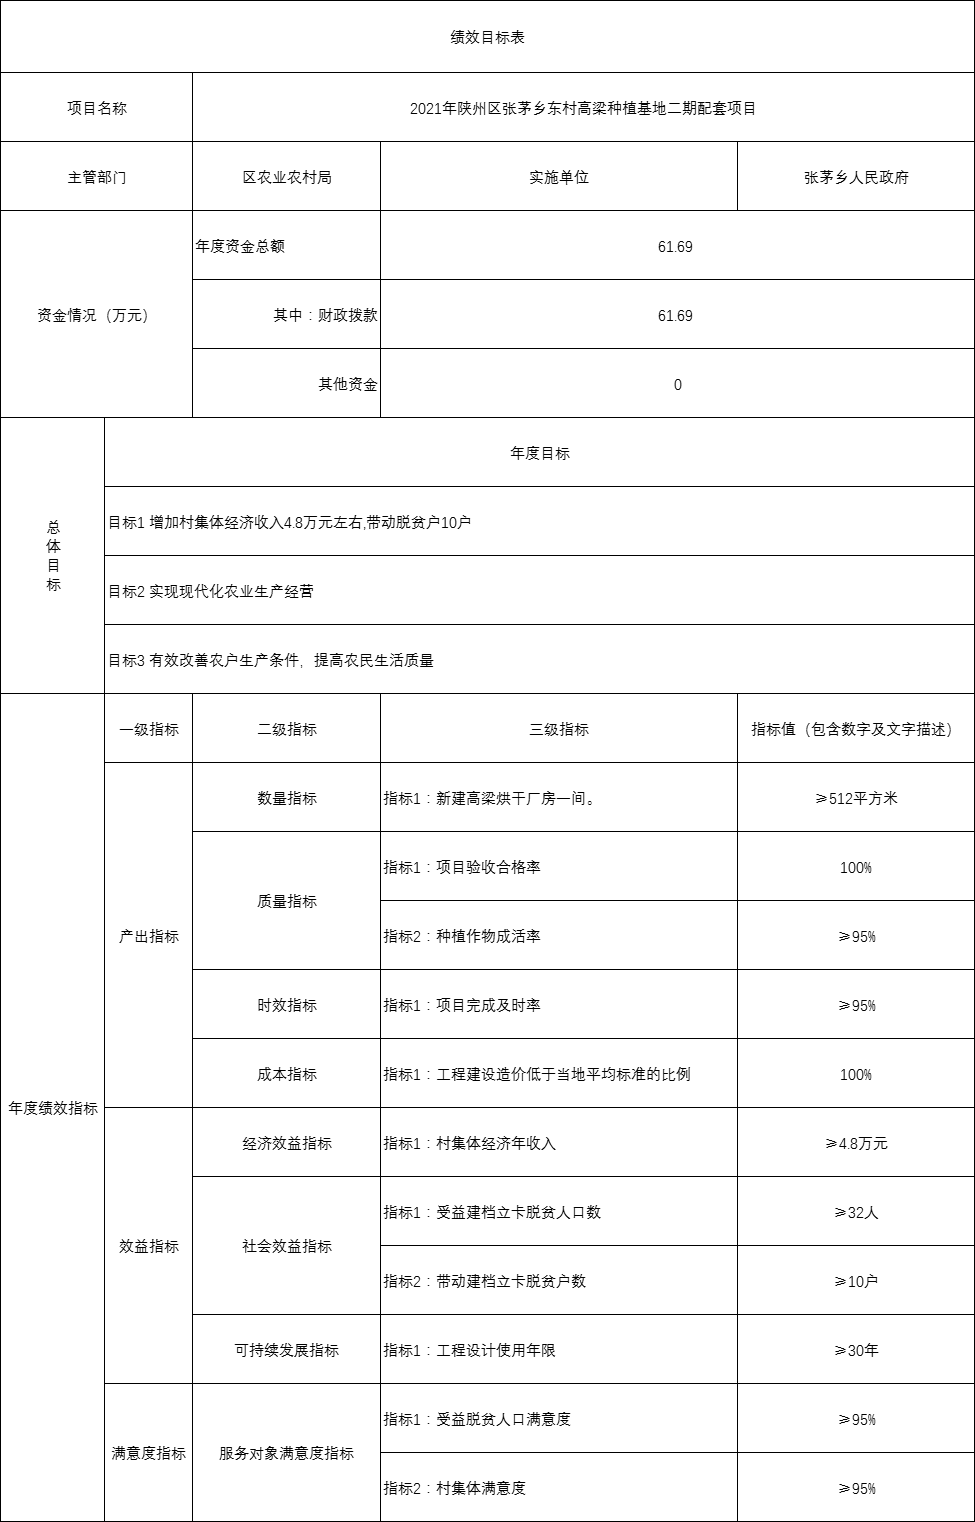 绩效目标表
项目名称 2021年陕州区张茅乡东村高梁种植基地二期配套项目
主管部门 区农业农村局 实施单位 张茅乡人民政府
资金情况（万元） 年度资金总额 61.69
其中：财政拨款 61.69
其他资金 0
总体目标 年度目标
目标1 增加村集体经济收入4.8万元左右,带动脱贫户10户
目标2 实现现代化农业生产经营
目标3 有效改善农户生产条件，提高农民生活质量
年度绩效指标 一级指标 二级指标 三级指标 指标值（包含数字及文字描述）
产出指标 数量指标 指标1：新建高梁烘干厂房一间。 ≥512平方米
质量指标 指标1：项目验收合格率 100%
指标2：种植作物成活率 ≥95%
时效指标 指标1：项目完成及时率 ≥95%
成本指标 指标1：工程建设造价低于当地平均标准的比例 100%
效益指标 经济效益指标 指标1：村集体经济年收入 ≥4.8万元
社会效益指标 指标1：受益建档立卡脱贫人口数 ≥32人
指标2：带动建档立卡脱贫户数 ≥10户
可持续发展指标 指标1：工程设计使用年限 ≥30年
满意度指标 服务对象满意度指标 指标1：受益脱贫人口满意度 ≥95%
指标2：村集体满意度 ≥95%